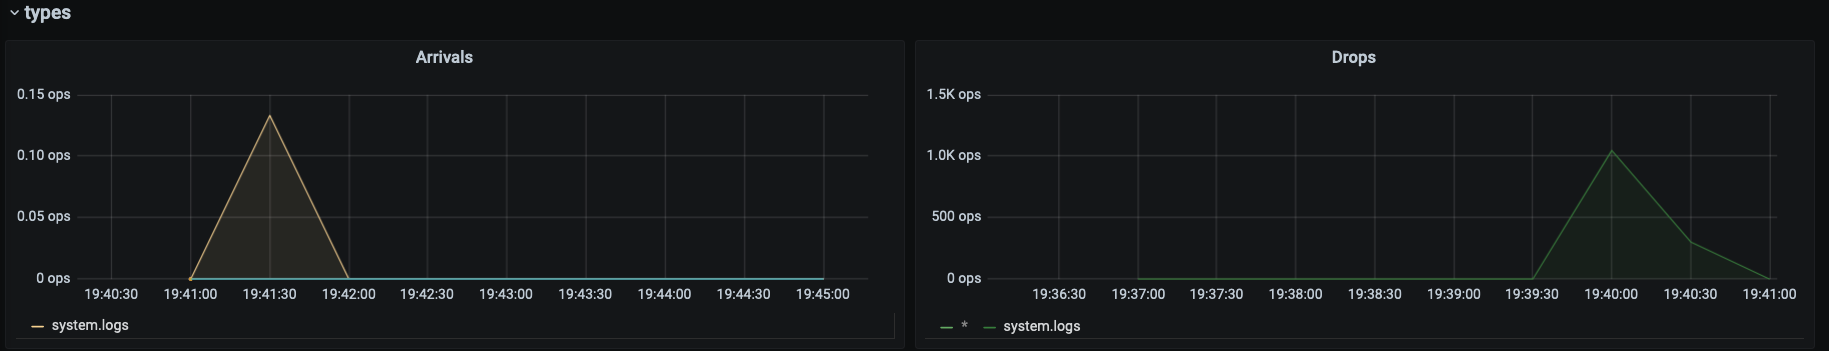 types
Arrivals
0.15 ops
0.10 ops
0.05 ops
0 ops
19:40:30 19:41:00 19:41:30 19:42:00 19:42:30 19:43:00 19:43:30 19:44:00 19:44:30 19:45:00
system.logs
Drops
1.5K ops
1.0K ops
500 ops
0 ops
19:36:30 19:37:00 19:37:30 19:38:00 19:38:30 19:39:00 19:39:30 19:40:00 19:40:30 19:41:00
* system.logs